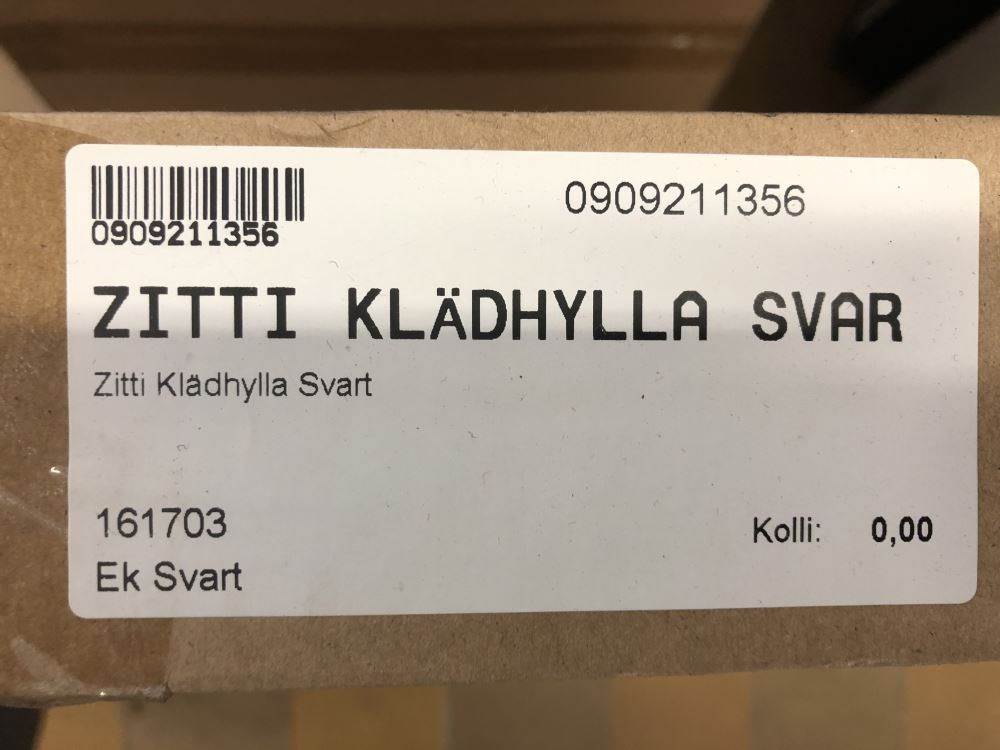 0909211356
0909211356
ZITTI KLÄDHYLLA SVAR
Zitti Klädhylla Svart
161703
Kolli: 0,00
Ek Svart